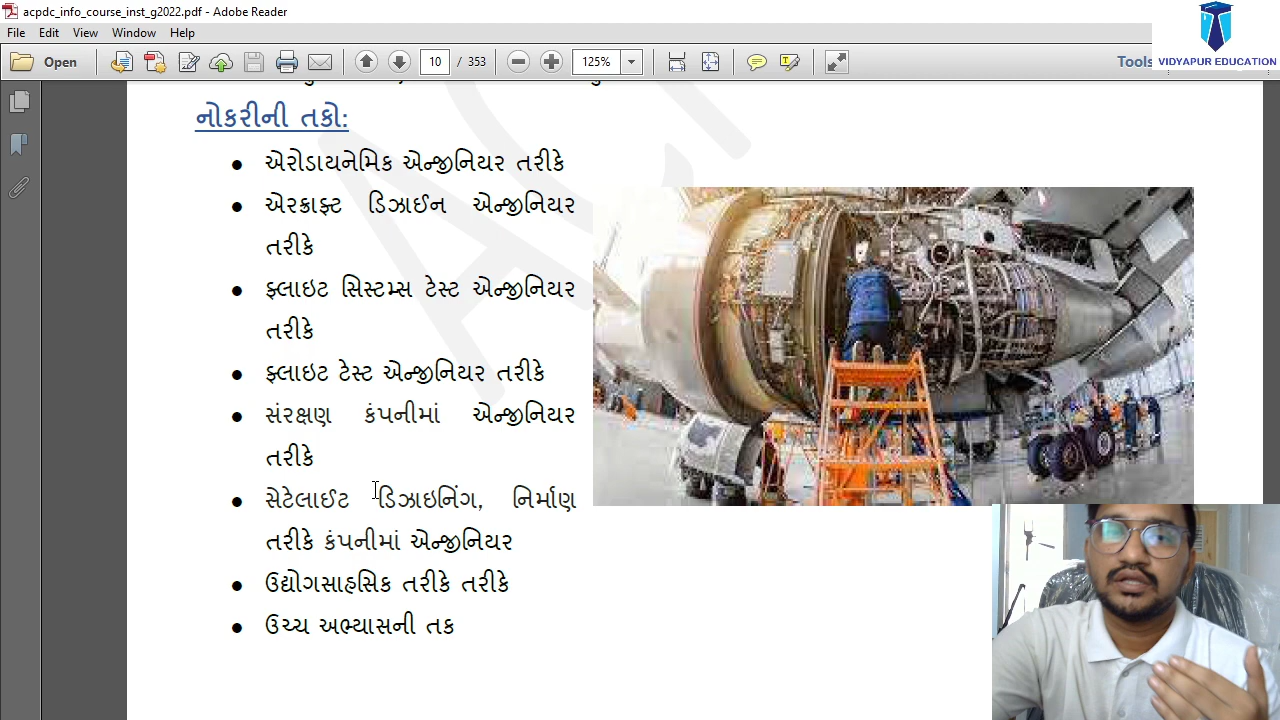 acpdc_info_course_inst_g2022.pdf - Adobe Reader
File Edit View Window Help
Open 10 / 353 125% Tools
VIDYAPUR EDUCATION
નોકરીની તકો:
એરોડાયનેમિક એન્જીનિયર તરીકે
એરક્રાફ્ટ ડિઝાઈન એન્જીનિયર
તરીકે
ફ્લાઇટ સિસ્ટમ્સ ટેસ્ટ એન્જીનિયર
તરીકે
ફ્લાઇટ ટેસ્ટ એન્જીનિયર તરીકે
સંરક્ષણ કંપનીમાં એન્જીનિયર
તરીકે
સેટેલાઈટ ડિઝાઇનિંગ, નિર્માણ
તરીકે કંપનીમાં એન્જીનિયર
ઉદ્યોગસાહસિક તરીકે તરીકે
ઉચ્ચ અભ્યાસની તક